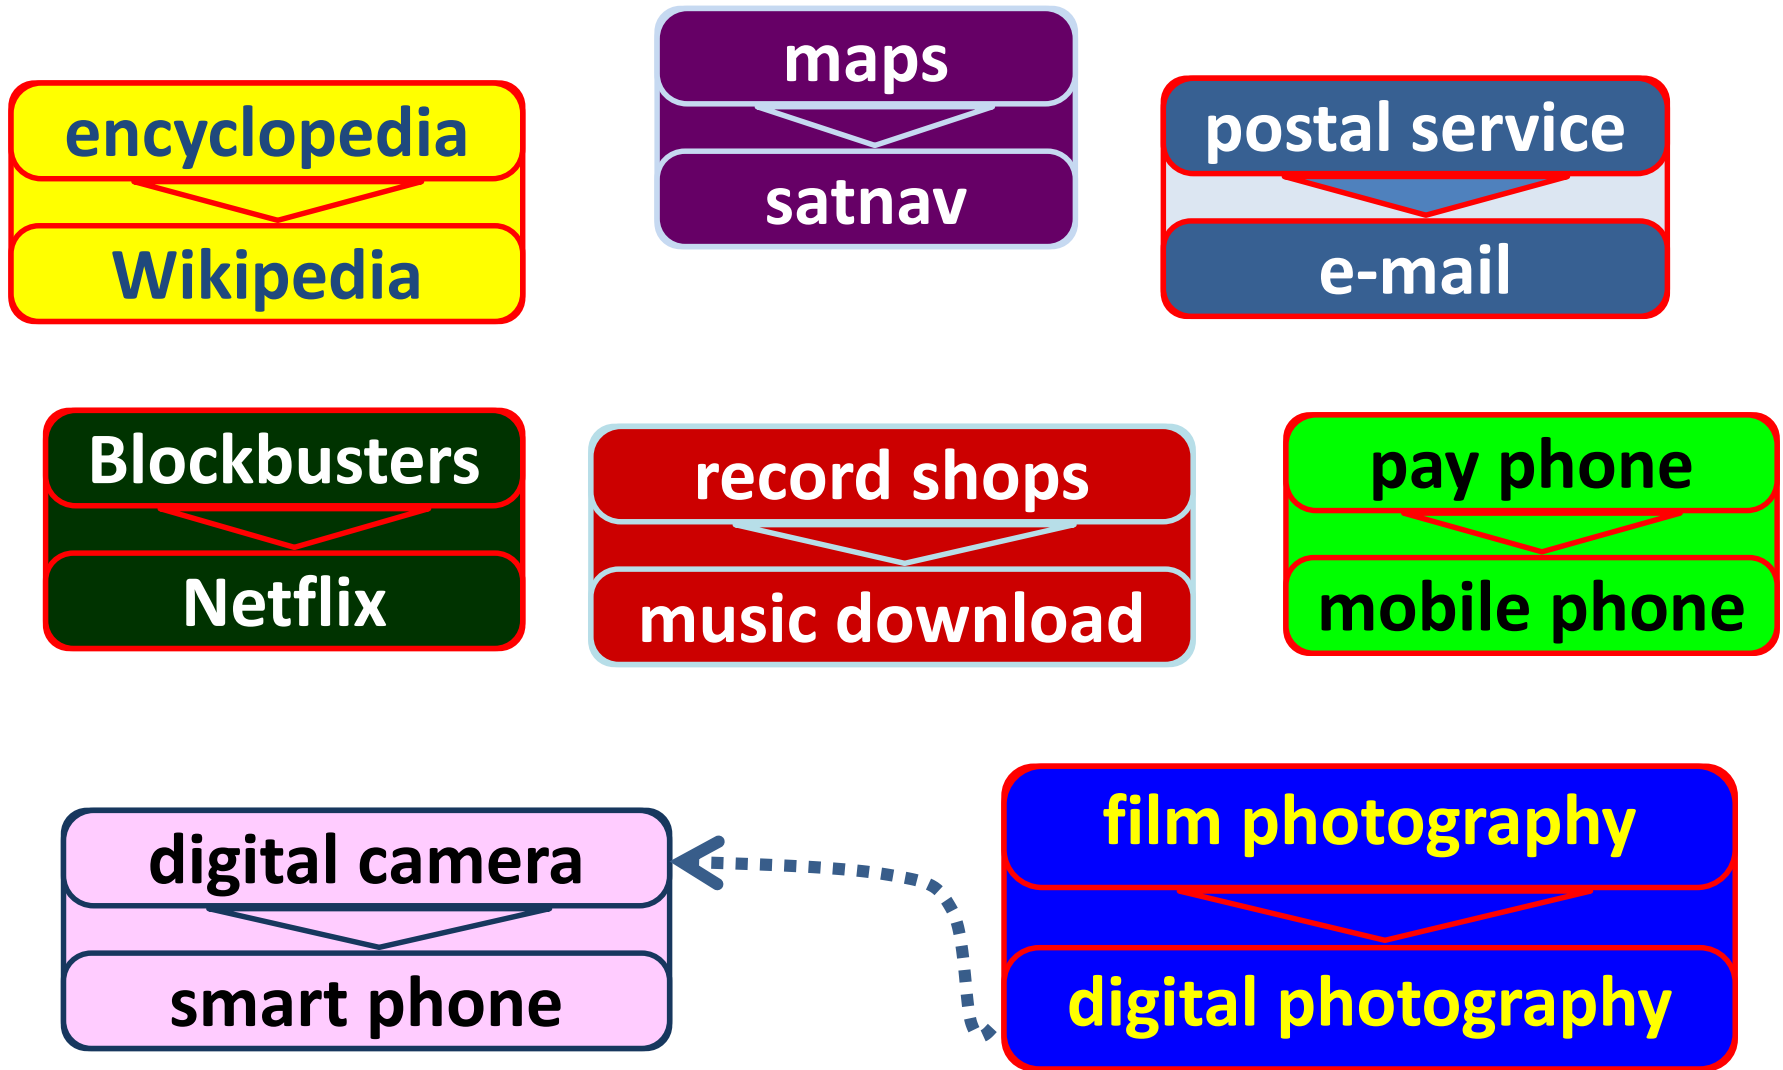 maps
satnav
encyclopedia
Wikipedia
postal service
e-mail
Blockbusters
Netflix
record shops
music download
pay phone
mobile phone
digital camera
smart phone
film photography
digital photography